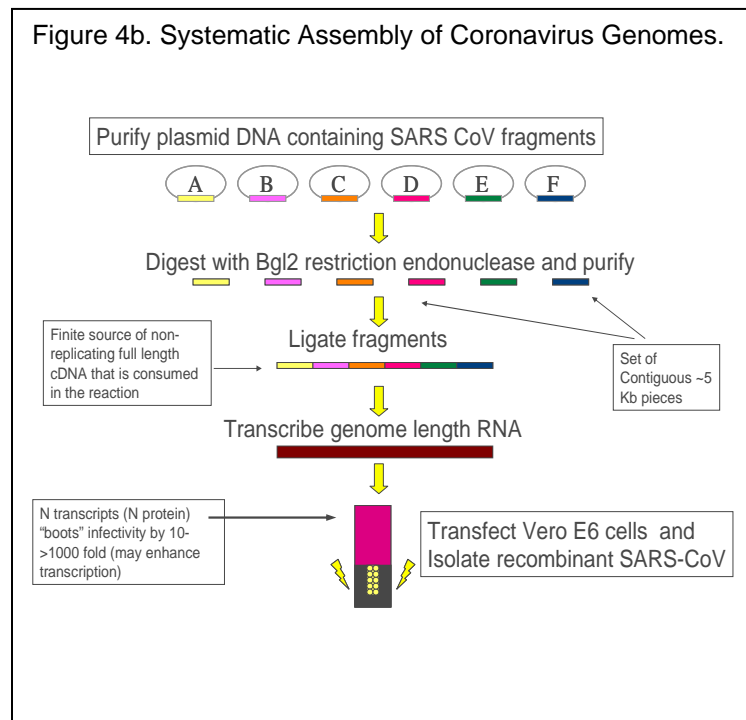 Figure 4b. Systematic Assembly of Coronavirus Genomes.
Purify plasmid DNA containing SARS CoV fragments
A B C D E F
Digest with Bgl2 restriction endonuclease and purify
Finite source of non-
replicating full length
cDNA that is consumed
in the reaction
Ligate fragments
Set of
Contiguous ~5
Kb pieces
Transcribe genome length RNA
N transcripts (N protein)
“boots” infectivity by 10-
>1000 fold (may enhance
transcription)
Transfect Vero E6 cells and
Isolate recombinant SARS-CoV